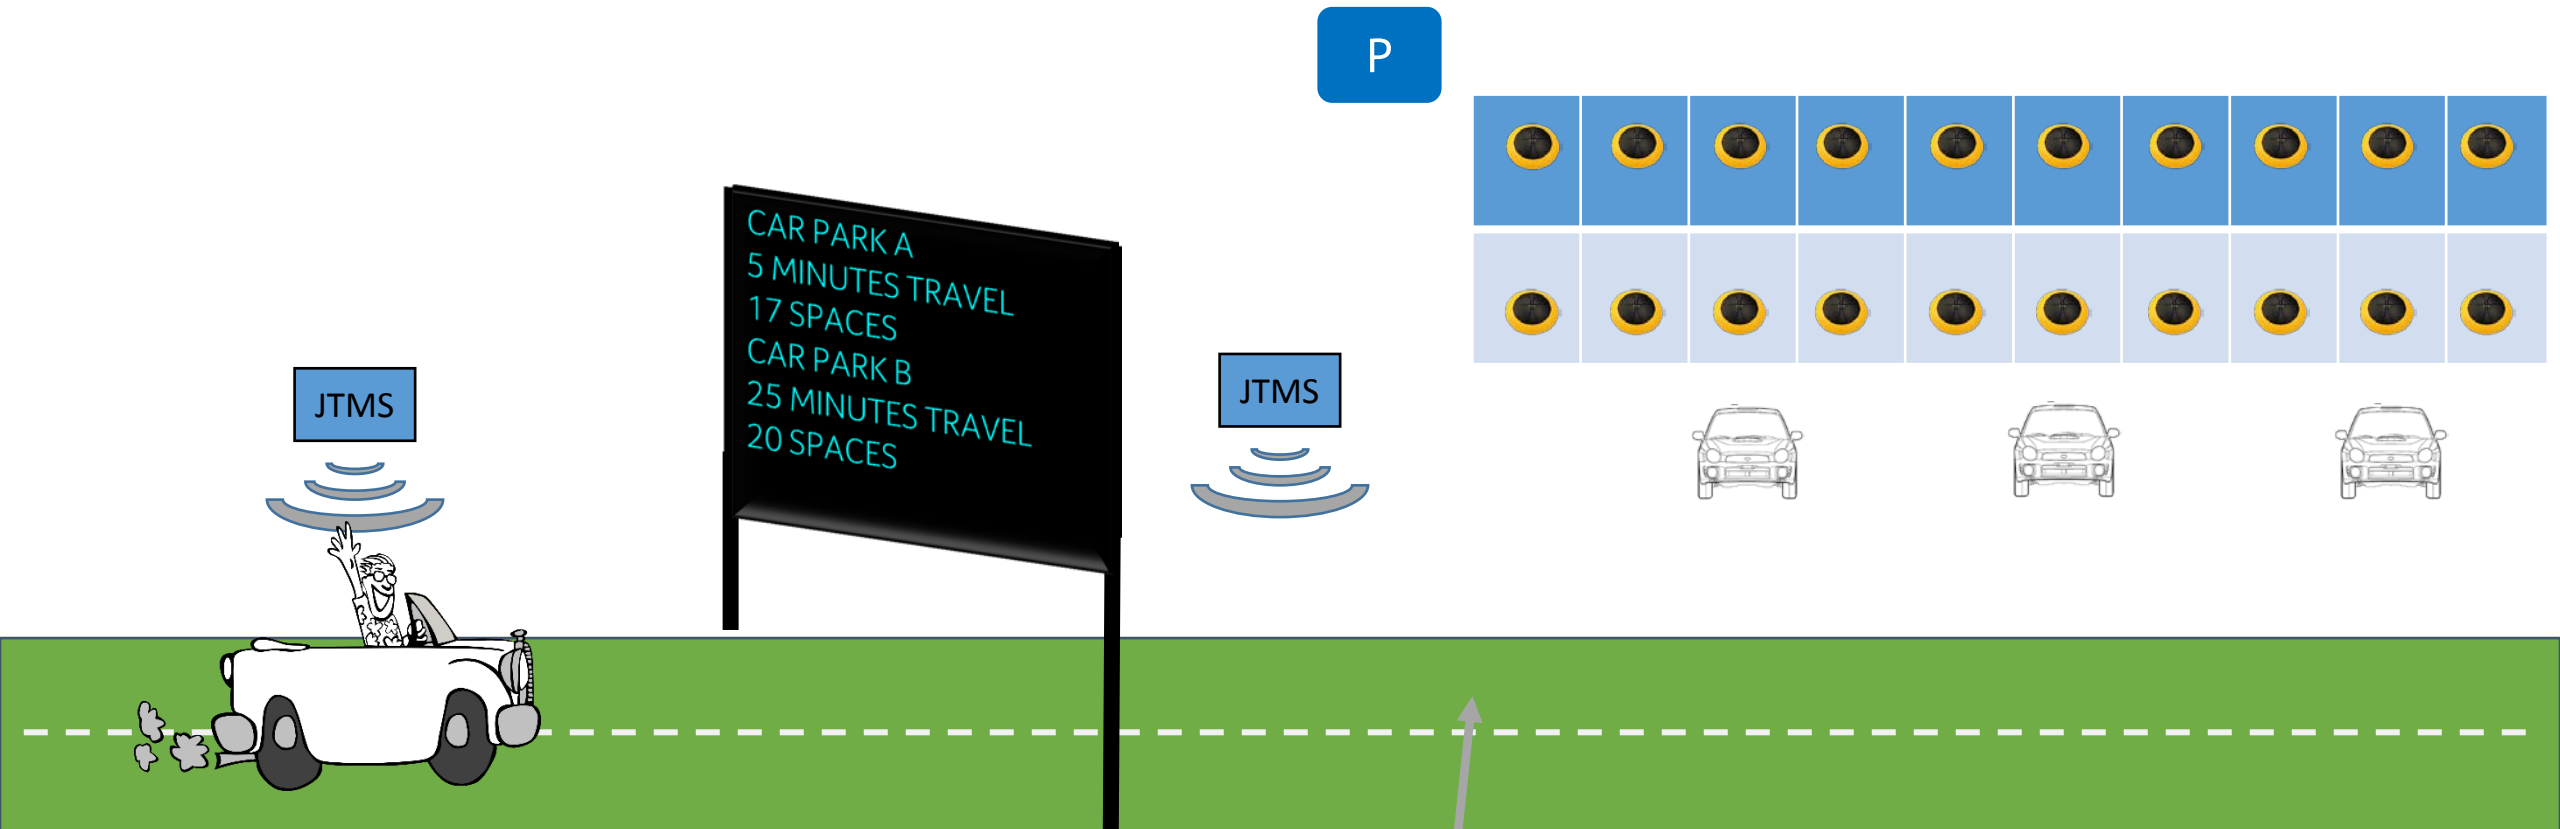 P
CAR PARK A
5 MINUTES TRAVEL
17 SPACES
CAR PARK B
25 MINUTES TRAVEL
20 SPACES
JTMS
JTMS